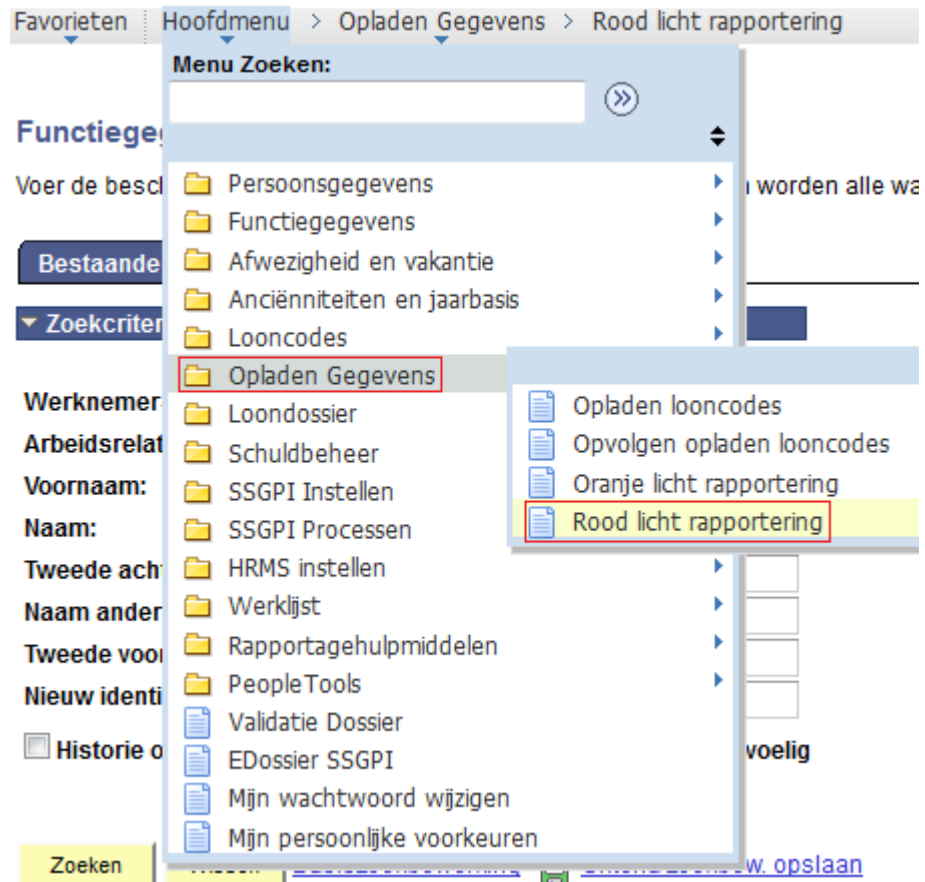 Favorieten Hoofdmenu > Opladen Gegevens > Rood licht rapportering
Menu Zoeken:
Functiege
Voer de besc worden alle wa
Persoonsgegevens
Functiegegevens
Bestaande
Afwezigheid en vakantie
Anciënniteiten en jaarbasis
Zoekcriter
Looncodes
Opladen Gegevens
Werknemer
Loondossier
Opladen looncodes
Arbeidsrelat
Schuldbeheer
Opvolgen opladen looncodes
Voornaam:
SSGPI Instellen
Oranje licht rapportering
Naam:
SSGPI Processen
Rood licht rapportering
Tweede ach
HRMS instellen
Naam ander
Werklijst
Tweede voo
Rapportagehulpmiddelen
Nieuw identi
PeopleTools
Validatie Dossier
Historie o
EDossier SSGPI
voelig
Mijn wachtwoord wijzigen
Mijn persoonlijke voorkeuren
Zoeken w. opslaan